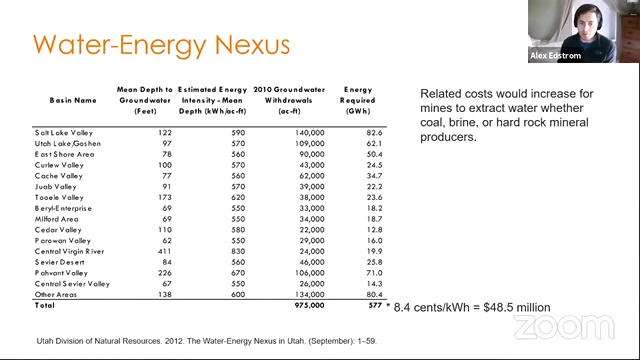 Water-Energy Nexus
Alex Edstrom
Mean Depth to Estimated Energy 2010 Groundwater Energy
Basin Name Groundwater Intensity - Mean Withdrawals Required
(Feet) Depth (kWh/ac-ft) (ac-ft) (GWh)
Salt Lake Valley 122 590 140,000 82.6
Utah Lake/Goshen 97 570 109,000 62.1
East Shore Area 78 560 90,000 50.4
Curlew Valley 100 570 43,000 24.5
Cache Valley 77 560 62,000 34.7
Juab Valley 91 570 39,000 22.2
Tooele Valley 173 620 38,000 23.6
Beryl-Enterprise 69 550 33,000 18.2
Milford Area 69 550 34,000 18.7
Cedar Valley 110 580 22,000 12.8
Parowan Valley 62 550 29,000 16.0
Central Virgin River 411 830 24,000 19.9
Sevier Desert 84 560 46,000 25.8
Pahvant Valley 226 670 106,000 71.0
Central Sevier Valley 67 550 26,000 14.3
Other Areas 138 600 134,000 80.4
Total 975,000 577
Related costs would increase for
mines to extract water whether
coal, brine, or hard rock mineral
producers.
* 8.4 cents/kWh = $48.5 million
Utah Division of Natural Resources. 2012. The Water-Energy Nexus in Utah. (September): 1–59.
zoom